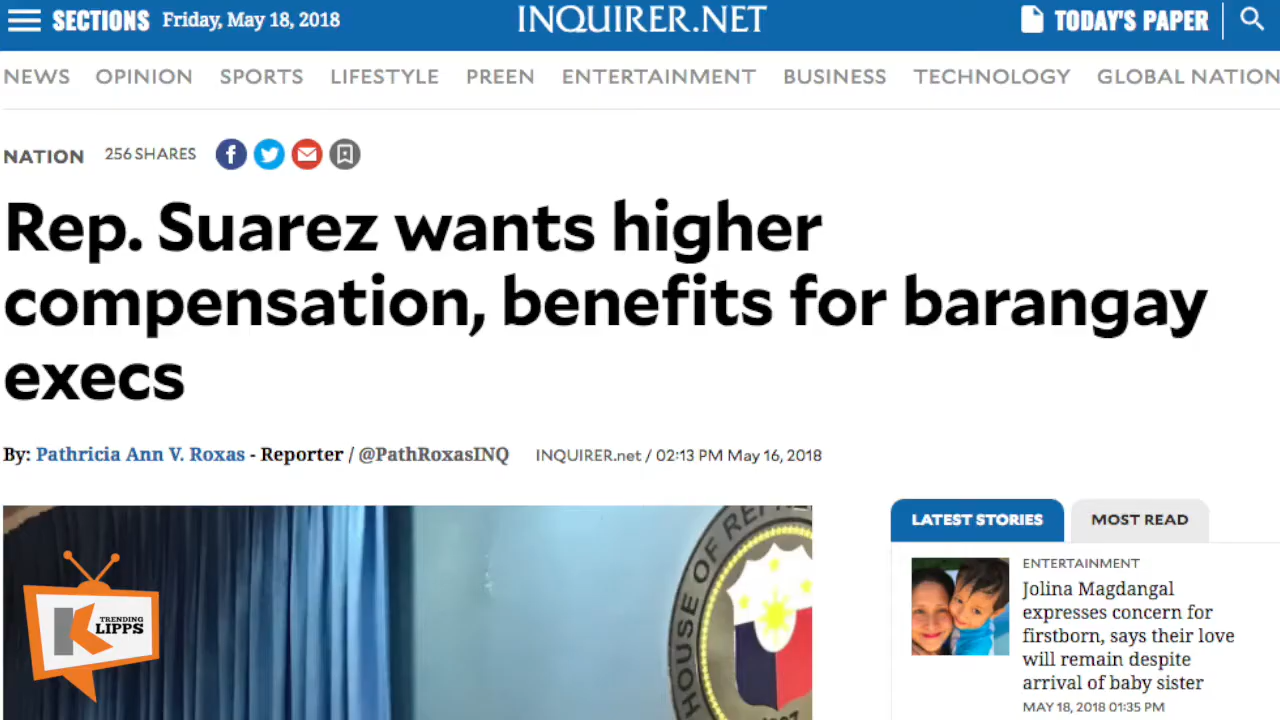 SECTIONS Friday, May 18, 2018 INQUIRER.NET TODAY'S PAPER
NEWS OPINION SPORTS LIFESTYLE PREEN ENTERTAINMENT BUSINESS TECHNOLOGY GLOBAL NATION
NATION 256 SHARES
Rep. Suarez wants higher
compensation, benefits for barangay
execs
By: Pathricia Ann V. Roxas - Reporter / @PathRoxasINQ INQUIRER.net / 02:13 PM May 16, 2018
LATEST STORIES MOST READ
ENTERTAINMENT
Jolina Magdangal
expresses concern for
firstborn, says their love
will remain despite
arrival of baby sister
MAY 18, 2018 01:35 PM
HOUSE OF REPRE
K TRENDING
LIPPS